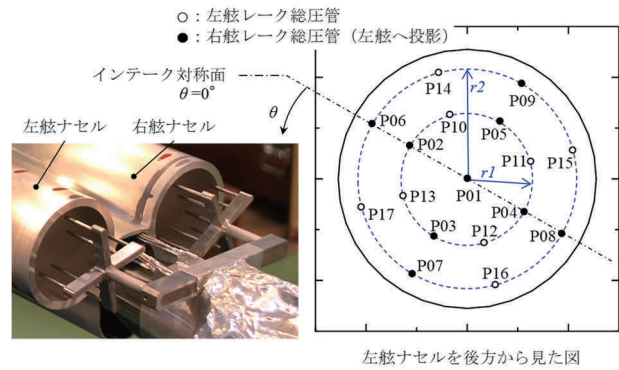 ○：左舷レーク総圧管
●：右舷レーク総圧管（左舷へ投影）
インテーク対称面
θ=0°
θ
左舷ナセル
右舷ナセル
P14
P09
r2
P06
P10
P05
P02
P11
P15
r1
P01
P13
P17
P04
P03
P12
P08
P07
P16
左舷ナセルを後方から見た図